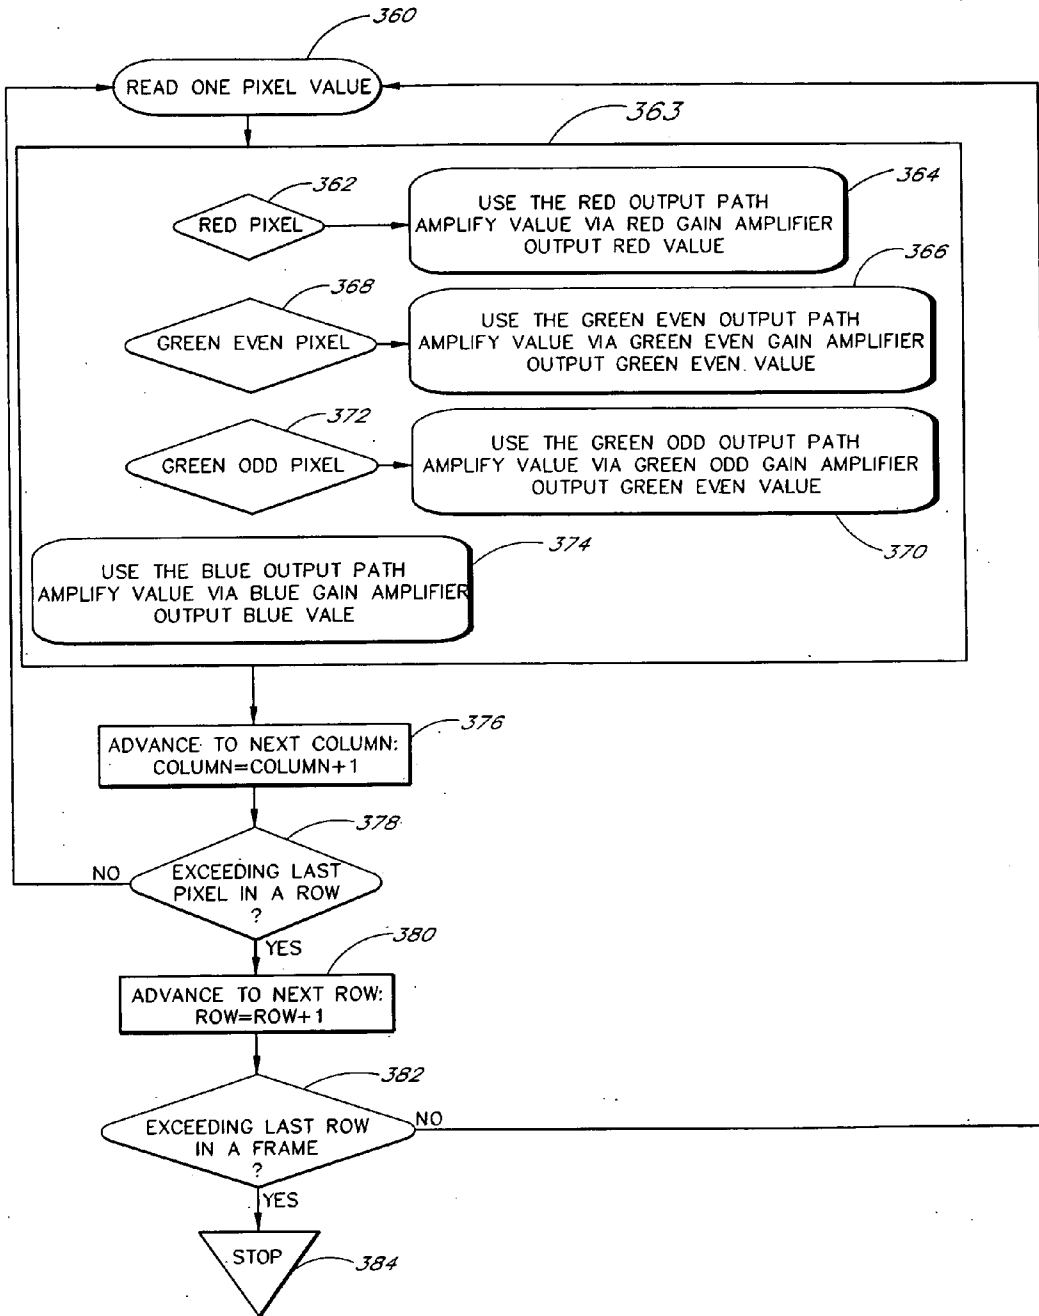 360
READ ONE PIXEL VALUE
363
362
RED PIXEL
364
USE THE RED OUTPUT PATH
AMPLIFY VALUE VIA RED GAIN AMPLIFIER
OUTPUT RED VALUE
368
GREEN EVEN PIXEL
366
USE THE GREEN EVEN OUTPUT PATH
AMPLIFY VALUE VIA GREEN EVEN GAIN AMPLIFIER
OUTPUT GREEN EVEN. VALUE
372
GREEN ODD PIXEL
USE THE GREEN ODD OUTPUT PATH
AMPLIFY VALUE VIA GREEN ODD GAIN AMPLIFIER
OUTPUT GREEN EVEN VALUE
370
374
USE THE BLUE OUTPUT PATH
AMPLIFY VALUE VIA BLUE GAIN AMPLIFIER
OUTPUT BLUE VALE
376
ADVANCE TO NEXT COLUMN:
COLUMN=COLUMN+1
378
NO
EXCEEDING LAST
PIXEL IN A ROW
?
YES
380
ADVANCE TO NEXT ROW:
ROW=ROW+1
382
NO
EXCEEDING LAST ROW
IN A FRAME
?
YES
STOP
384